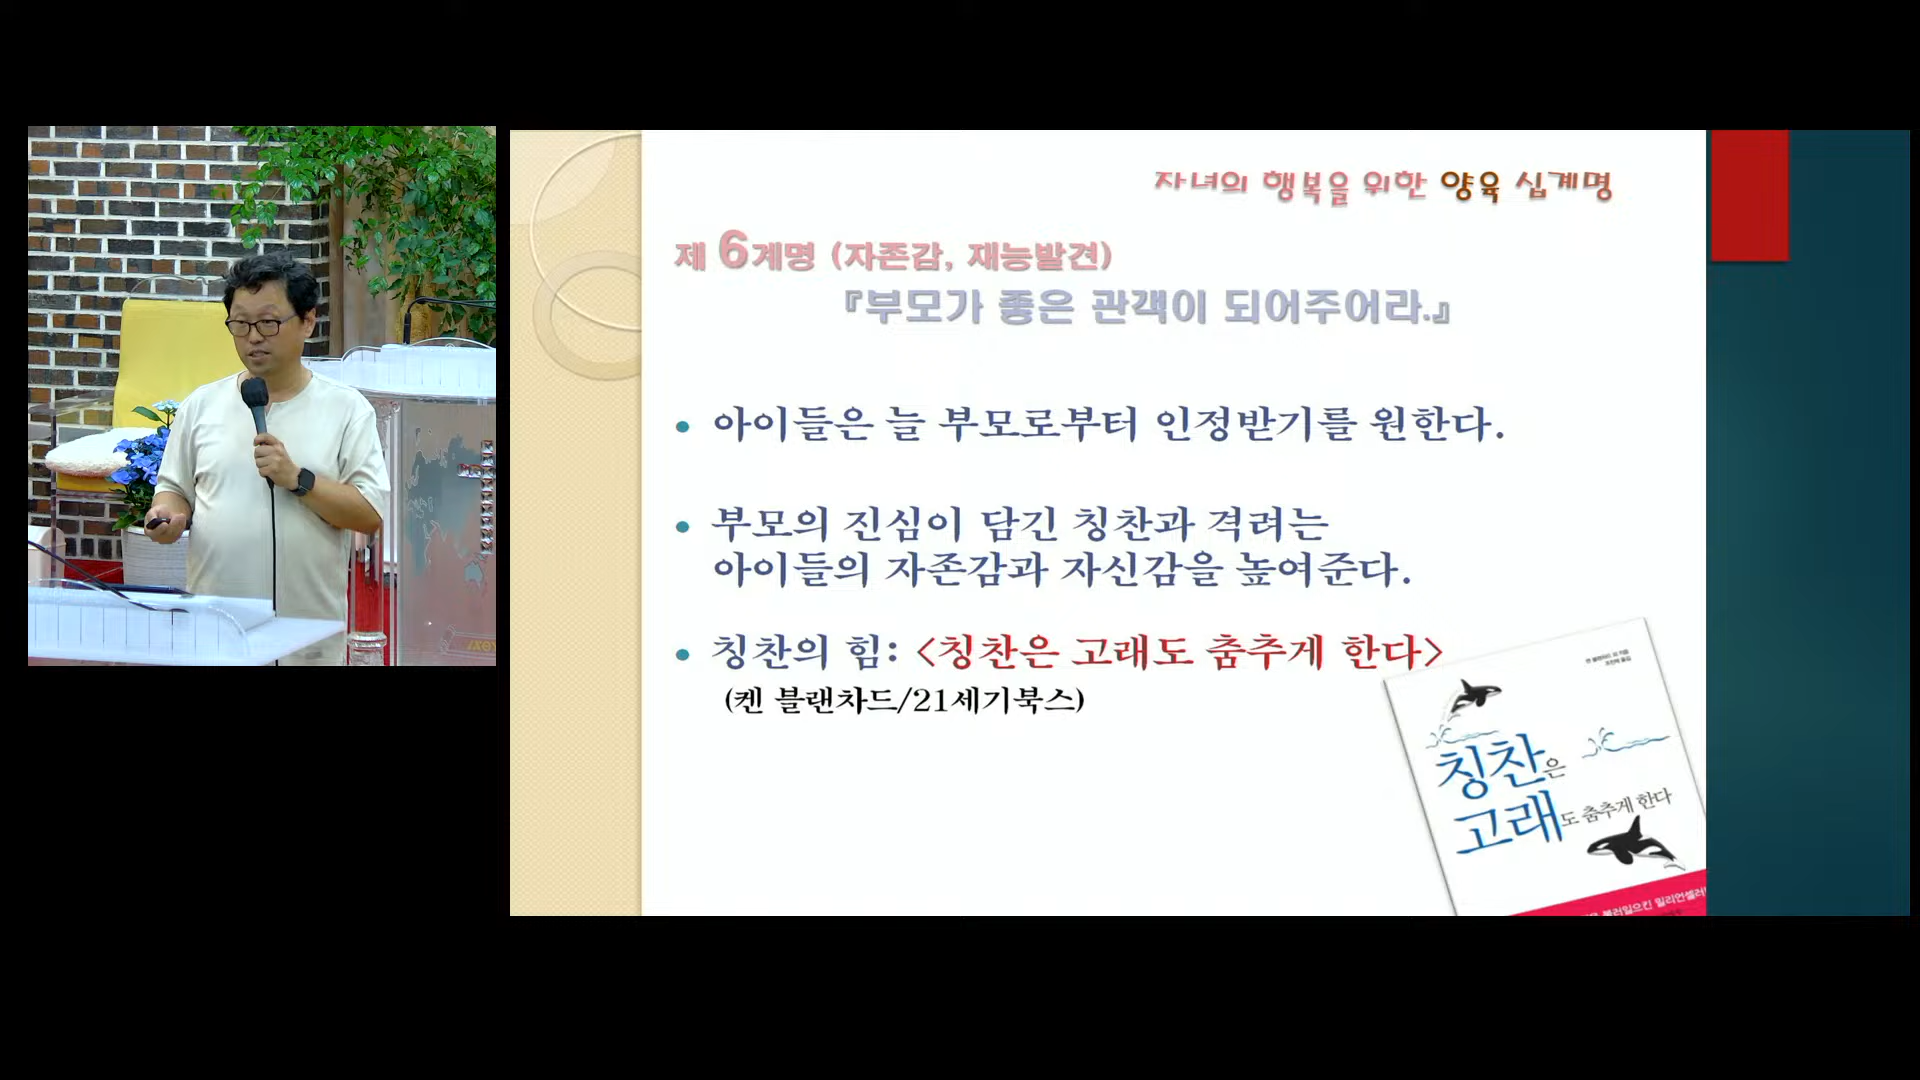 자녀의 행복을 위한 양육 십계명
제 6계명 (자존감, 재능발견)
『부모가 좋은 관객이 되어주어라.』
• 아이들은 늘 부모로부터 인정받기를 원한다.
• 부모의 진심이 담긴 칭찬과 격려는
아이들의 자존감과 자신감을 높여준다.
• 칭찬의 힘: <칭찬은 고래도 춤추게 한다>
(켄 블랜차드/21세기북스)
칭찬은
고래도 춤추게 한다